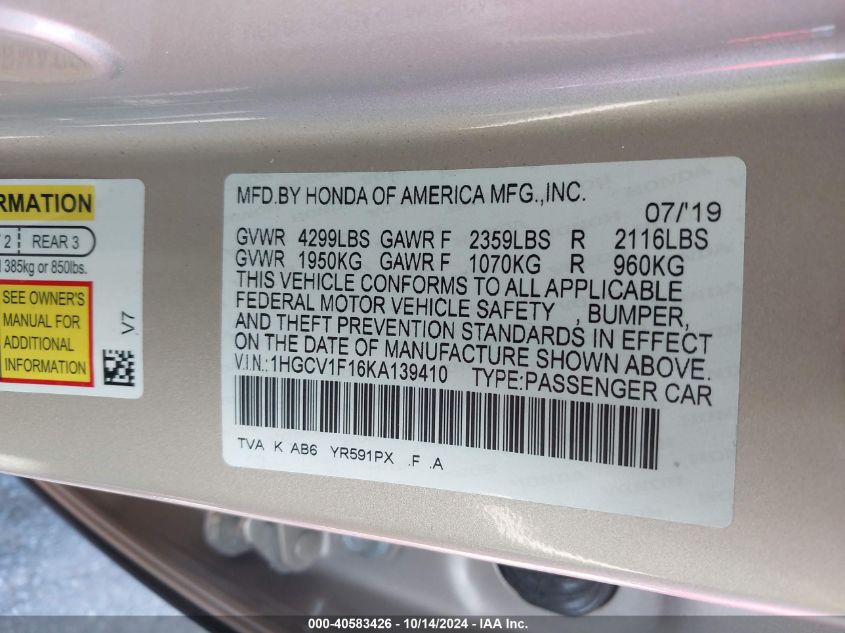 RMATION
2 REAR 3
385kg or 850lbs.
SEE OWNER'S
MANUAL FOR
ADDITIONAL
INFORMATION
V7
MFD.BY HONDA OF AMERICA MFG.,INC.
07/'19
GVWR 4299LBS GAWR F 2359LBS R 2116LBS
GVWR 1950KG GAWR F 1070KG R 960KG
THIS VEHICLE CONFORMS TO ALL APPLICABLE
FEDERAL MOTOR VEHICLE SAFETY , BUMPER,
AND THEFT PREVENTION STANDARDS IN EFFECT
ON THE DATE OF MANUFACTURE SHOWN ABOVE.
V.I.N.:1HGCV1F16KA139410 TYPE:PASSENGER CAR
TVA K AB6 YR591PX .F .A
000-40583426 - 10/14/2024 - IAA Inc.